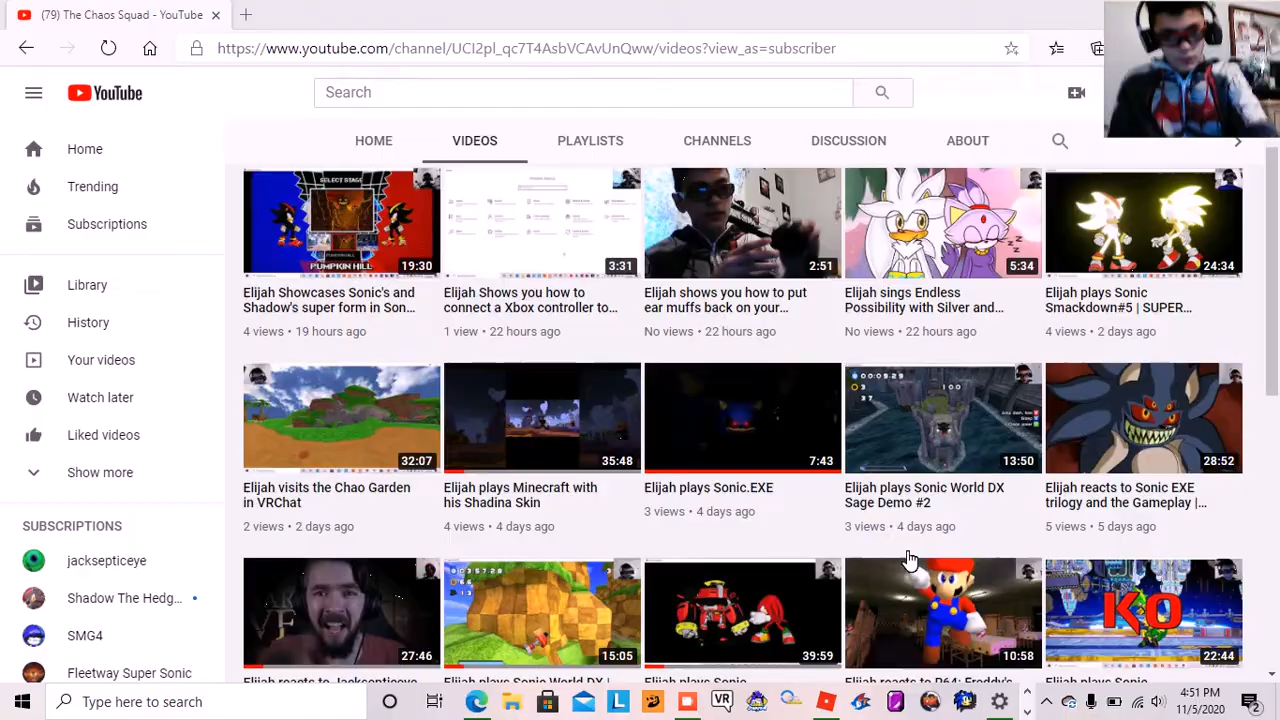 (79) The Chaos Squad - YouTube
https://www.youtube.com/channel/UCl2pl_qc7T4AsbVCAvUnQww/videos?view_as=subscriber
YouTube
Search
HOME VIDEOS PLAYLISTS CHANNELS DISCUSSION ABOUT
Home
Trending
Subscriptions
Library
History
Your videos
Watch later
Liked videos
Show more
SUBSCRIPTIONS
jacksepticeye
Shadow The Hedg...
SMG4
Fleetway Super Sonic
SELECT STAGE
PUMPKIN HILL
19:30
3:31
2:51
5:34
24:34
Elijah Showcases Sonic's and
Shadow's super form in Son...
4 views • 19 hours ago
Elijah Shows you how to
connect a Xbox controller to...
1 view • 22 hours ago
Elijah shows you how to put
ear muffs back on your...
No views • 22 hours ago
Elijah sings Endless
Possibility with Silver and...
No views • 22 hours ago
Elijah plays Sonic
Smackdown#5 | SUPER...
4 views • 2 days ago
32:07
35:48
7:43
13:50
28:52
Elijah visits the Chao Garden
in VRChat
2 views • 2 days ago
Elijah plays Minecraft with
his Shadina Skin
4 views • 4 days ago
Elijah plays Sonic.EXE
3 views • 4 days ago
Elijah plays Sonic World DX
Sage Demo #2
3 views • 4 days ago
Elijah reacts to Sonic EXE
trilogy and the Gameplay |...
5 views • 5 days ago
27:46
15:05
39:59
10:58
KO
22:44
Type here to search
4:51 PM
11/5/2020